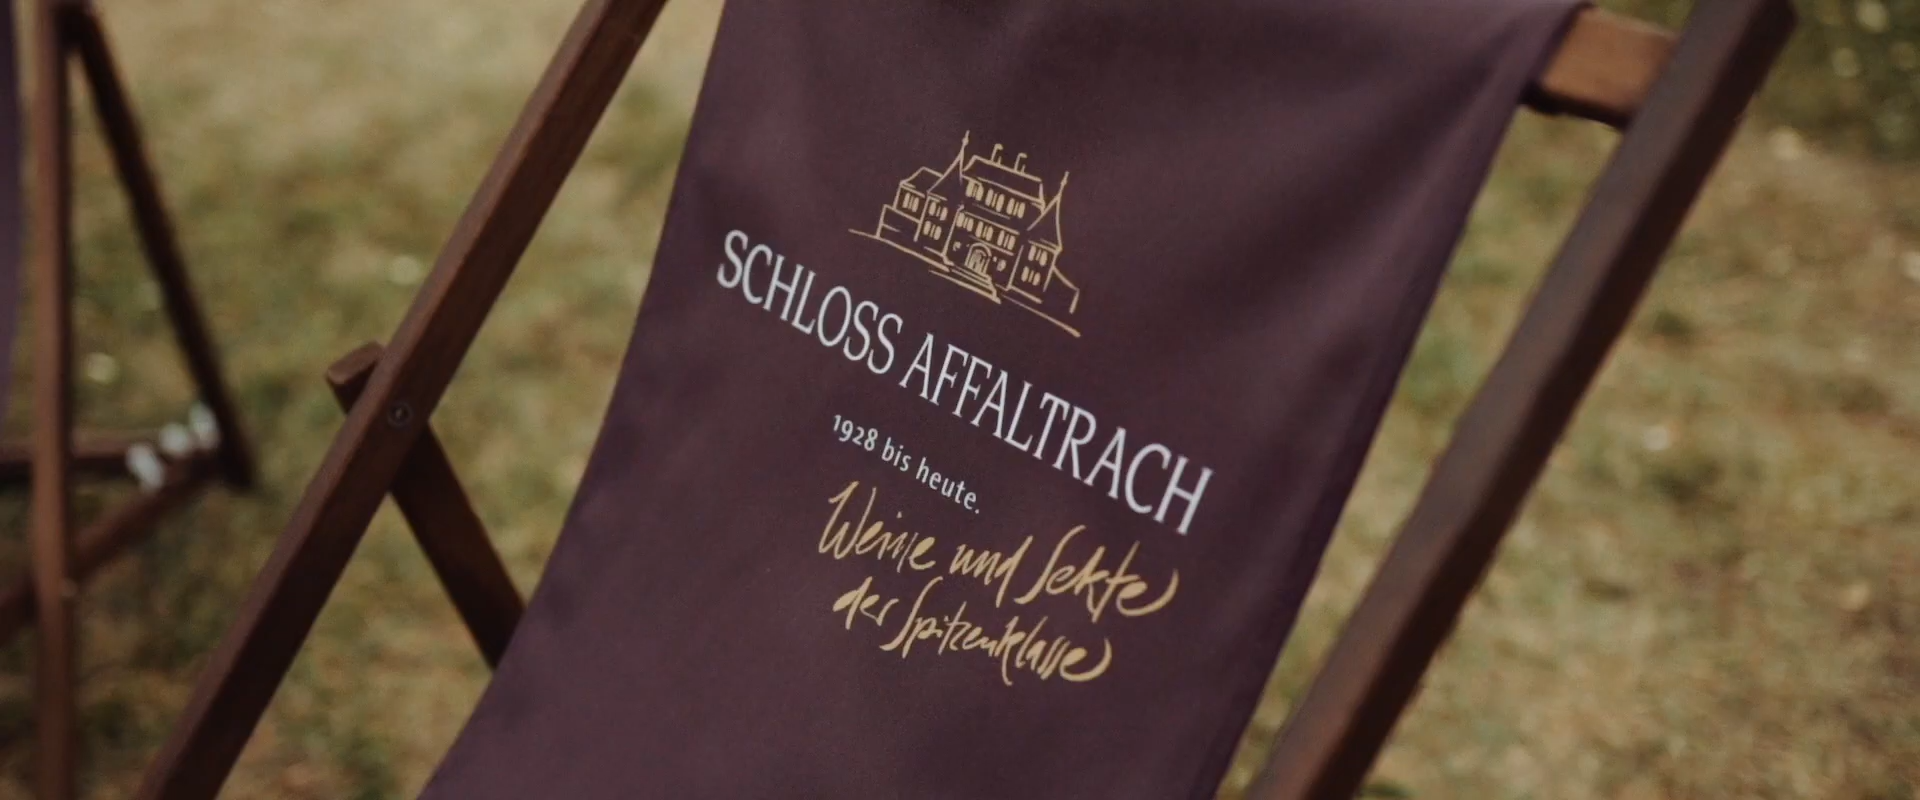 SCHLOSS AFFALTRACH
1928 bis heute.
Weine und Sekte
der Spitzenklasse